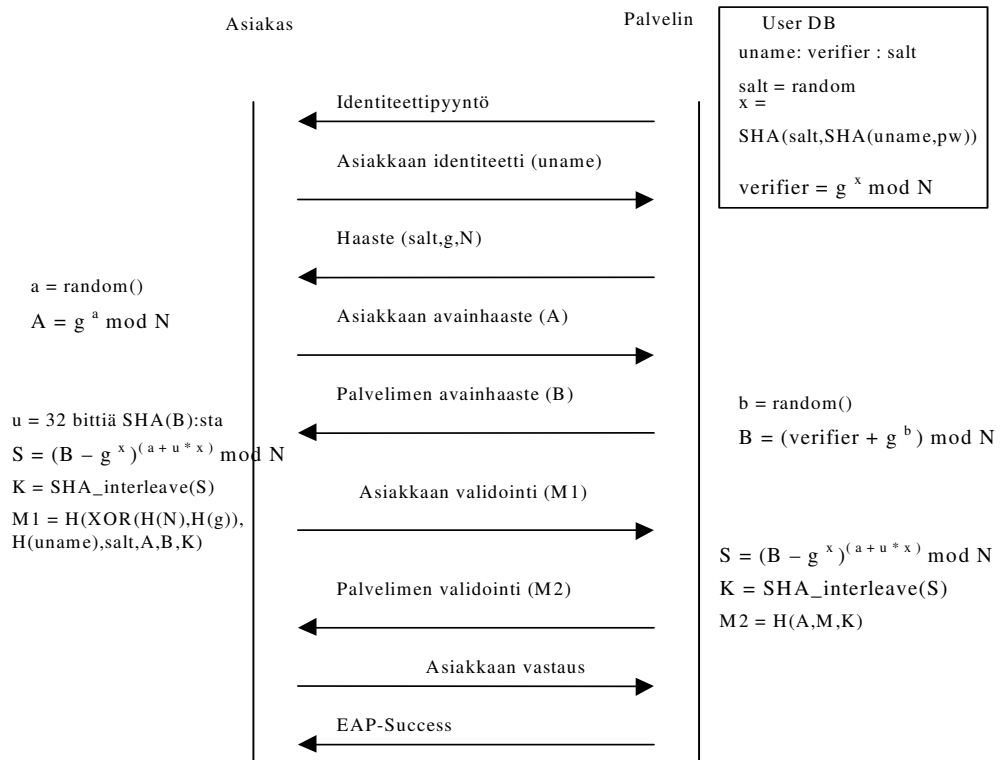 Asiakas
Palvelin
User DB
uname: verifier : salt
salt = random
x =
SHA(salt,SHA(uname,pw))
verifier = g x mod N
Identiteettipyyntö
Asiakkaan identiteetti (uname)
Haaste (salt,g,N)
a = random()
A = g a mod N
Asiakkaan avainhaaste (A)
Palvelimen avainhaaste (B)
b = random()
B = (verifier + g b) mod N
u = 32 bittiä SHA(B):sta
S = (B – g x)(a + u * x) mod N
K = SHA_interleave(S)
M1 = H(XOR(H(N),H(g)),
H(uname),salt,A,B,K)
Asiakkaan validointi (M1)
S = (B – g x)(a + u * x) mod N
K = SHA_interleave(S)
M2 = H(A,M,K)
Palvelimen validointi (M2)
Asiakkaan vastaus
EAP-Success